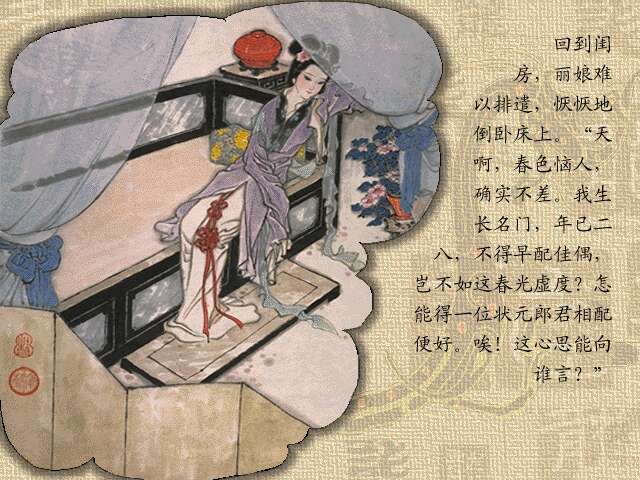 回到闺
房，丽娘难
以排遣，恹恹地
倒卧床上。“天
啊，春色恼人，
确实不差。我生
长名门，年已二
八，不得早配佳偶，
岂不如这春光虚度？怎
能得一位状元郎君相配
便好。唉！这心思能向
谁言？”